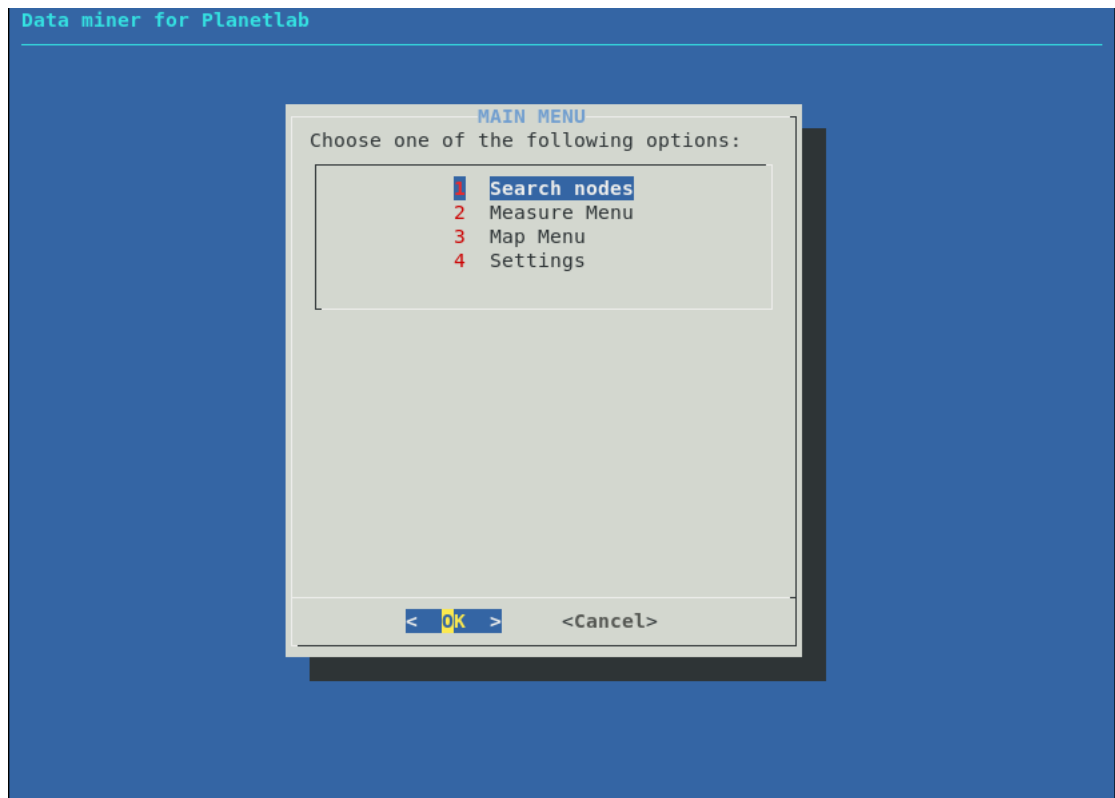 Data miner for Planetlab
MAIN MENU
Choose one of the following options:
1 Search nodes
2 Measure Menu
3 Map Menu
4 Settings
< OK > <Cancel>